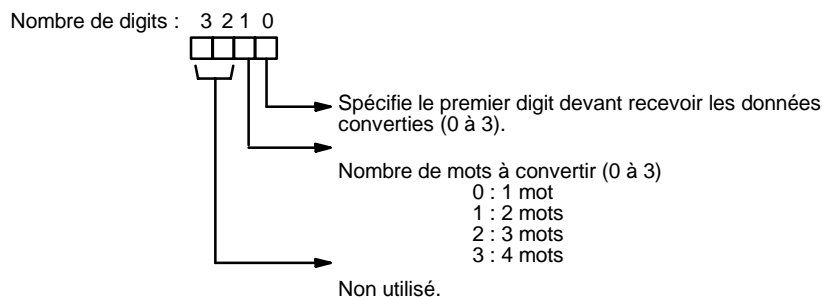 Nombre de digits : 3 2 1 0
Spécifie le premier digit devant recevoir les données
converties (0 à 3).
Nombre de mots à convertir (0 à 3)
0 : 1 mot
1 : 2 mots
2 : 3 mots
3 : 4 mots
Non utilisé.